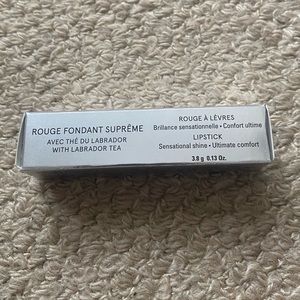 ROUGE FONDANT SUPRÊME
AVEC THÉ DU LABRADOR
WITH LABRADOR TEA
ROUGE À LÈVRES
Brillance sensationnelle • Confort ultime
LIPSTICK
Sensational shine • Ultimate comfort
3.8 g 0.13 Oz.